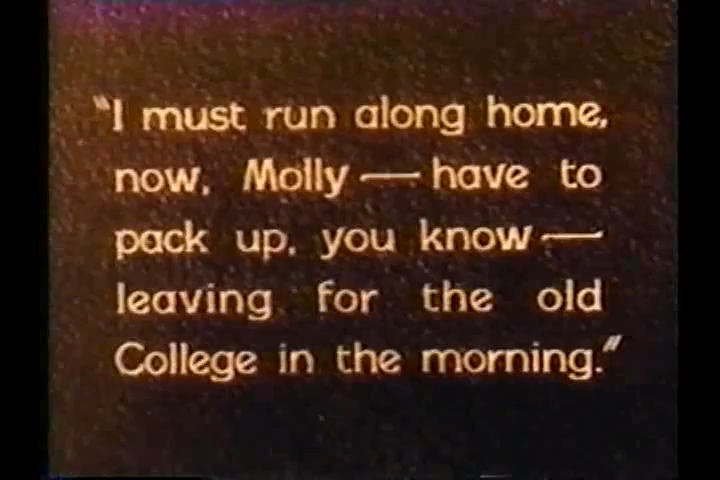 "I must run along home,
now, Molly — have to
pack up, you know —
leaving for the old
College in the morning."